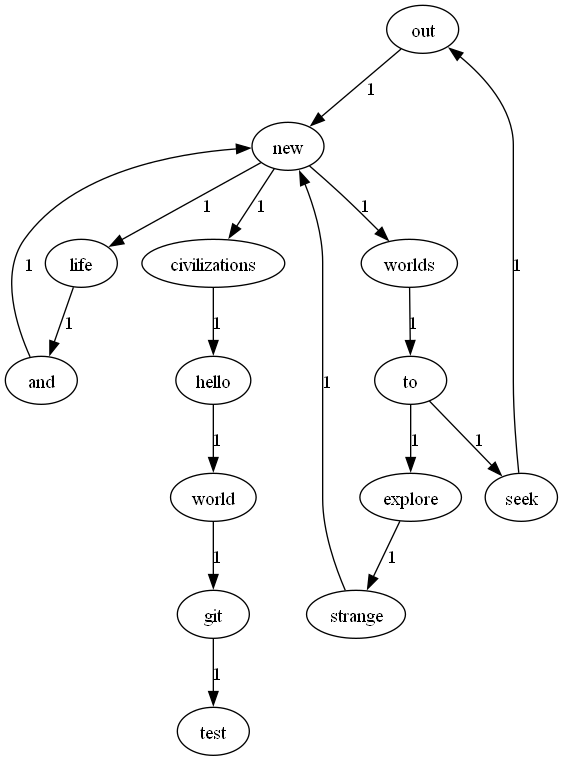 out
1
new
1
1
1
life
civilizations
worlds
1
1
1
1
1
1
and
hello
to
1
1
1
world
explore
seek
1
1
git
strange
1
test